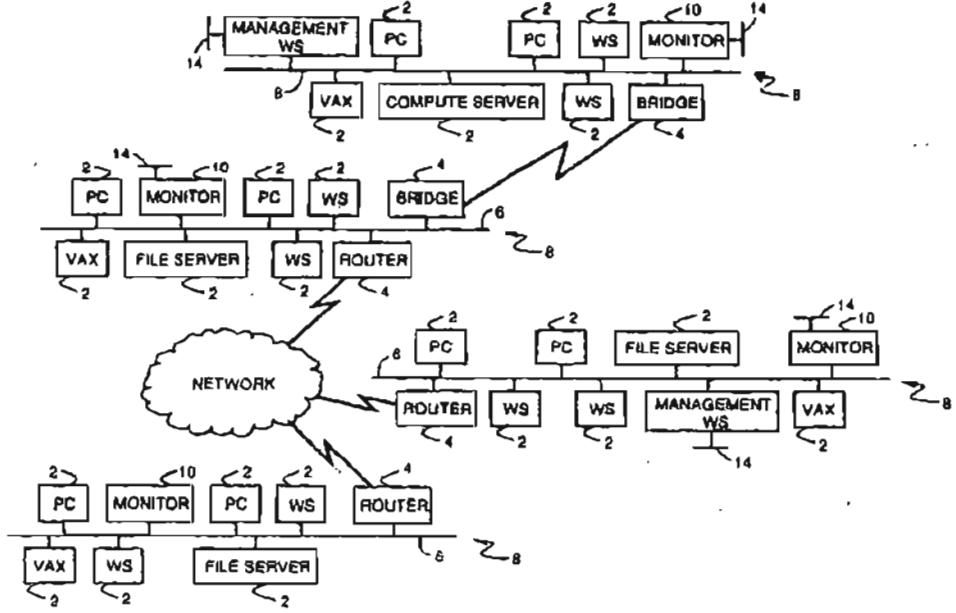 2 2 2 10 14
MANAGEMENT WS PC PC WS MONITOR
14
8 8
VAX COMPUTE SERVER WS BRIDGE
2 2 2 4
2 14 10 2 2 4
PC MONITOR PC WS BRIDGE
6
8
VAX FILE SERVER WS ROUTER
2 2 2 4
2 2 2 14 10
PC PC FILE SERVER MONITOR
NETWORK
6
8
ROUTER WS WS MANAGEMENT WS VAX
4 2 2 14 2
2 10 2 2 4
PC MONITOR PC WS ROUTER
6 8
VAX WS FILE SERVER
2 2 2